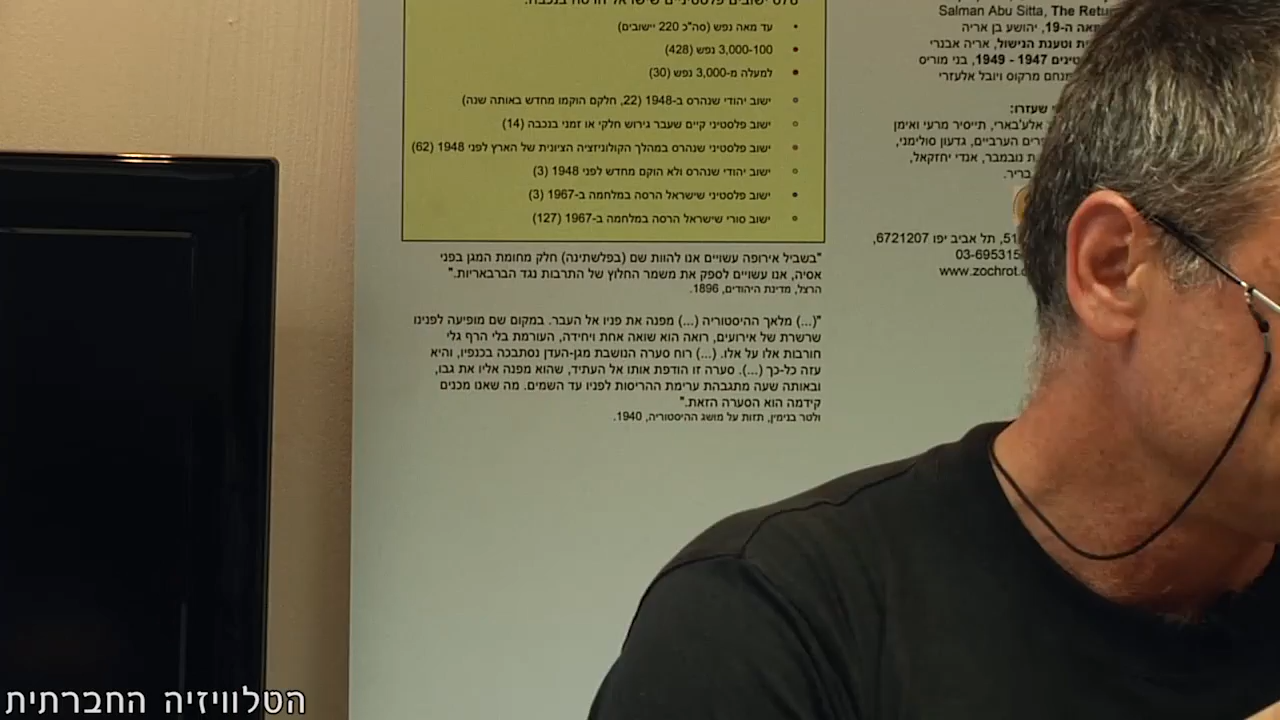 עד מאה נפש (סה"כ 220 יישובים)
3,000-100 נפש (428)
למעלה מ-3,000 נפש (30)
ישוב יהודי שנהרס ב-1948 (22, חלקם הוקמו מחדש באותה שנה)
ישוב פלסטיני קיים שעבר גירוש חלקי או זמני בנכבה (14)
ישוב פלסטיני שנהרס במהלך הקולוניזציה הציונית של הארץ לפני 1948 (62)
ישוב יהודי שנהרס ולא הוקם מחדש לפני 1948 (3)
ישוב פלסטיני שישראל הרסה במלחמה ב-1967 (3)
ישוב סורי שישראל הרסה במלחמה ב-1967 (127)
"בשביל אירופה עשויים אנו להוות שם (בפלשתינה) חלק מחומת המגן בפני
אסיה, אנו עשויים לספק את משמר החלוץ של התרבות נגד הברבאריות."
הרצל, מדינת היהודים, 1896.
"(...) מלאך ההיסטוריה (...) מפנה את פניו אל העבר. במקום שם מופיעה לפנינו
שרשרת של אירועים, רואה הוא שואה אחת ויחידה, העורמת בלי הרף גלי
חורבות אלו על אלו. (...) רוח סערה הנושבת מגן-העדן נסתבכה בכנפיו, והיא
עזה כל-כך (...). סערה זו הודפת אותו אל העתיד, שהוא מפנה אליו את גבו,
ובאותה שעה מתגבהת ערימת ההריסות לפניו עד השמים. מה שאנו מכנים
קידמה הוא הסערה הזאת."
ולטר בנימין, תזות על מושג ההיסטוריה, 1940.
Salman Abu Sitta, The
ה-19, יהושע בן אריה
וטענת הנישול, אריה אבנרי
1947 - 1949, בני מוריס
מנחם מרקוס ויובל אלעזרי
שעזרו:
תייסיר מרעי ואימן
הערביים, גדעון סולימני,
נובמבר, אנדי יחזקאל,
בריר.
תל אביב יפו 6721207,
03-69531
www.zochrot.
הטלוויזיה החברתית